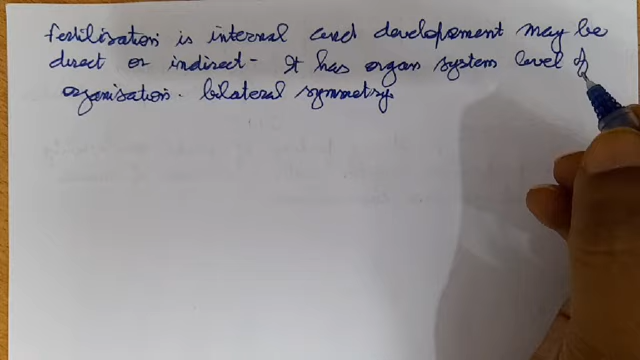 fertilisation is internal and development may be
direct or indirect - It has organ system level of
organisation. bilateral symmetry.